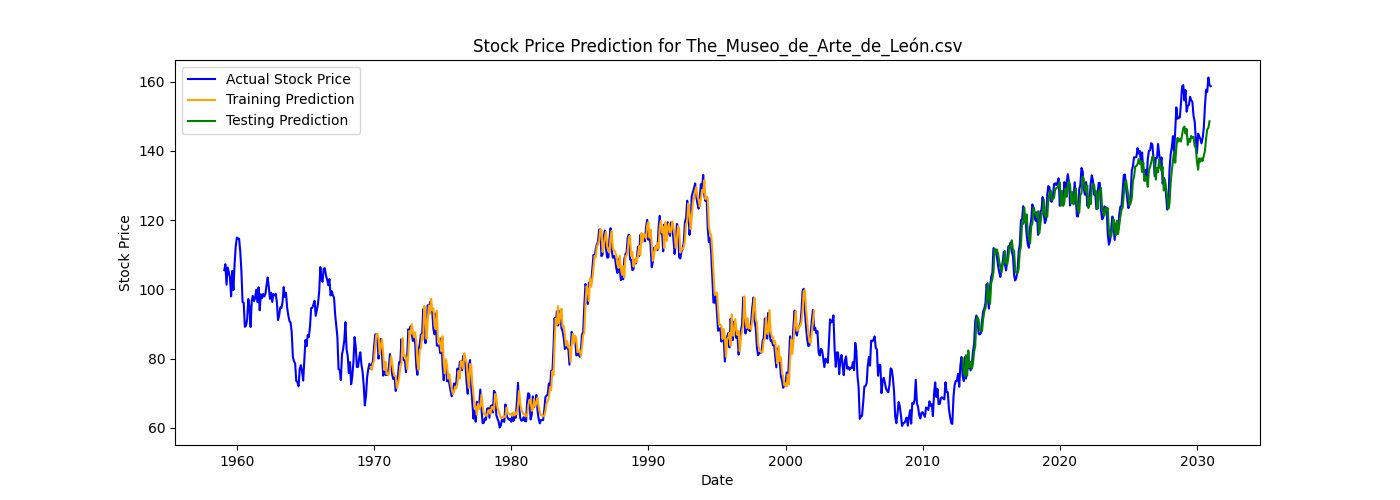 Stock Price Prediction for The_Museo_de_Arte_de_León.csv
Actual Stock Price
Training Prediction
Testing Prediction
Stock Price
160
140
120
100
80
60
1960
1970
1980
1990
2000
2010
2020
2030
Date